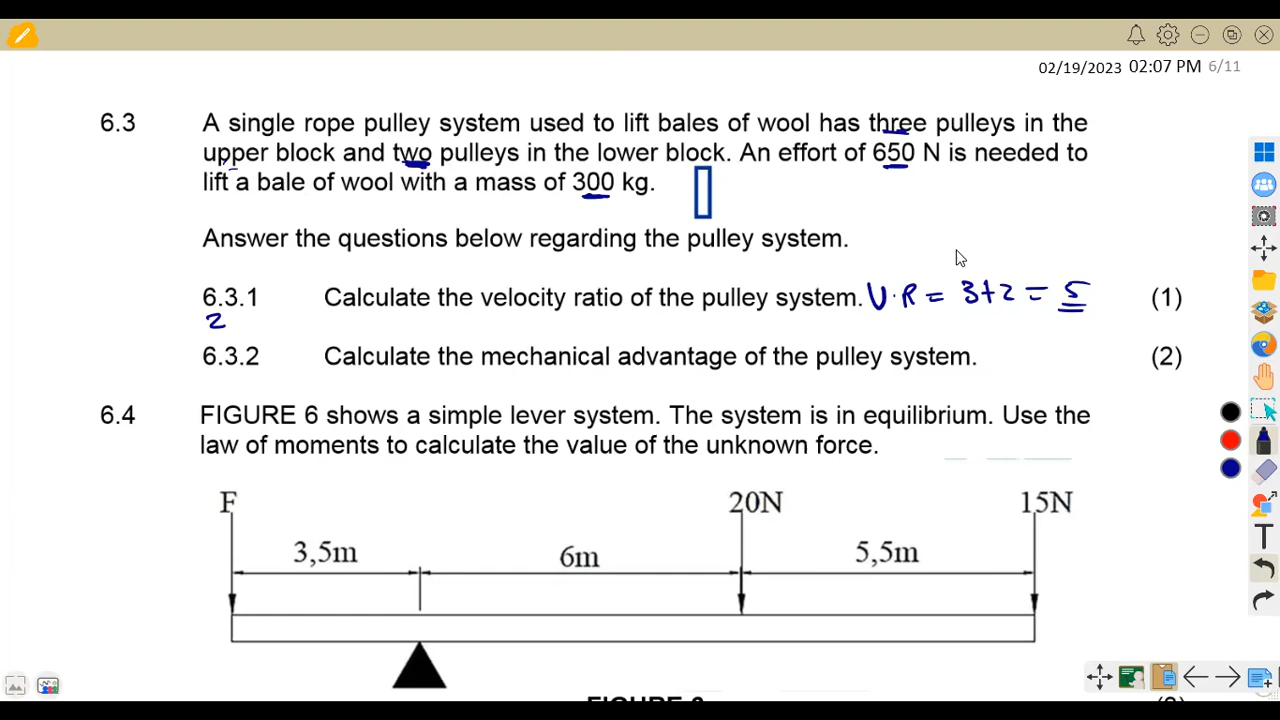 02/19/2023 02:07 PM 6/11
6.3 A single rope pulley system used to lift bales of wool has three pulleys in the
upper block and two pulleys in the lower block. An effort of 650 N is needed to
lift a bale of wool with a mass of 300 kg.
Answer the questions below regarding the pulley system.
6.3.1 Calculate the velocity ratio of the pulley system. V.R = 3+2 = 5 (1)
2
6.3.2 Calculate the mechanical advantage of the pulley system. (2)
6.4 FIGURE 6 shows a simple lever system. The system is in equilibrium. Use the
law of moments to calculate the value of the unknown force.
F 20N 15N
3,5m 6m 5,5m
T